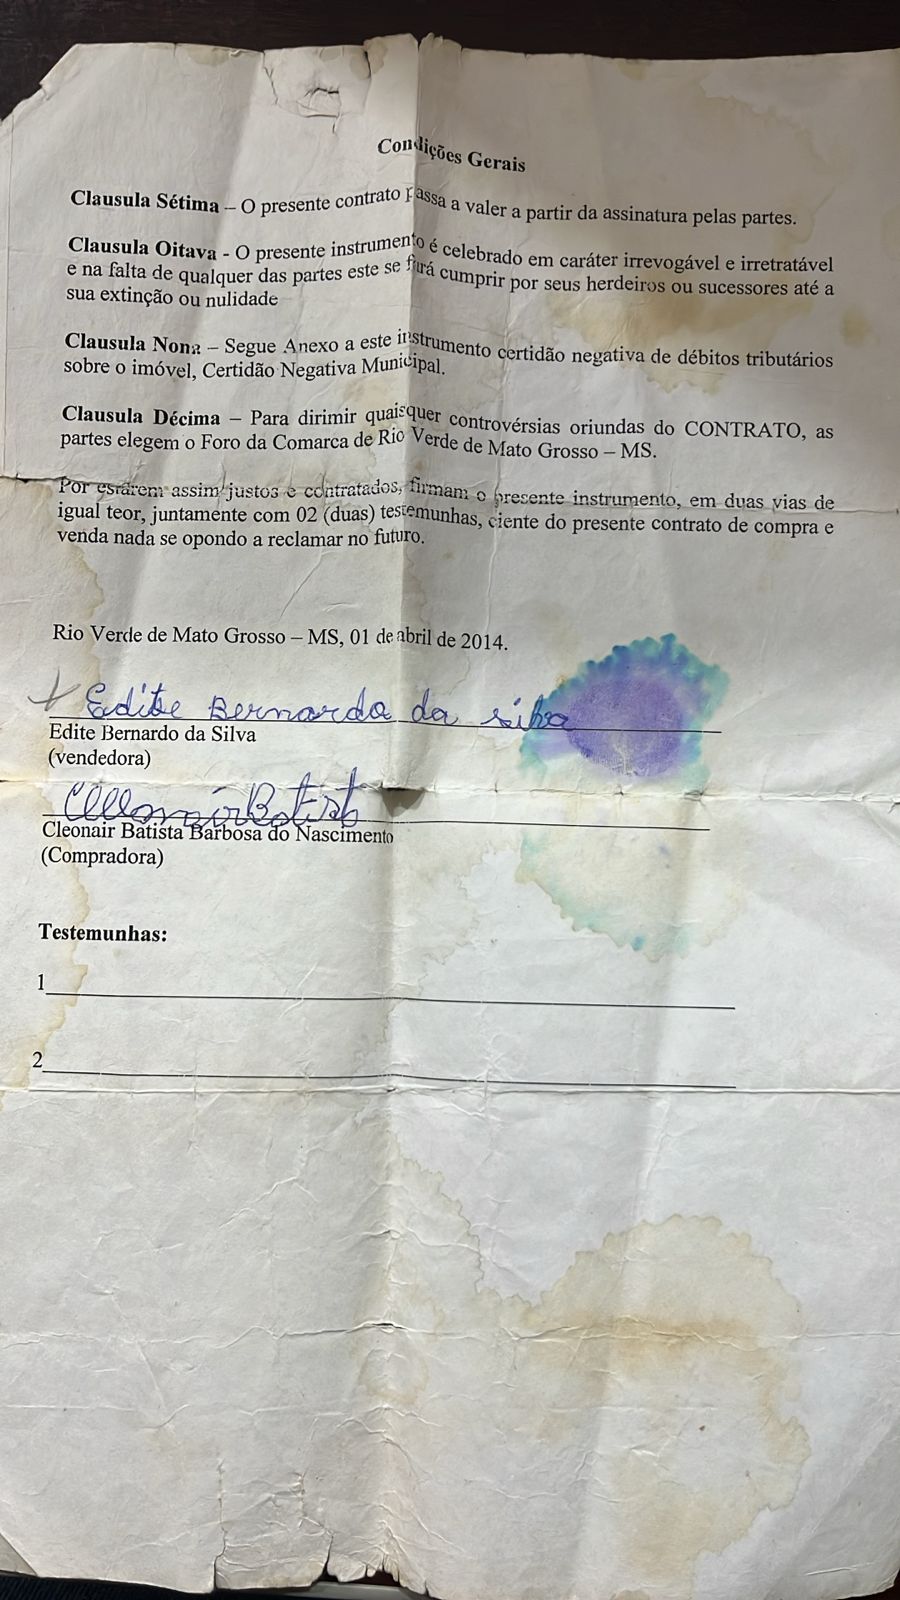 Condições Gerais
Clausula Sétima – O presente contrato passa a valer a partir da assinatura pelas partes.
Clausula Oitava - O presente instrumento é celebrado em caráter irrevogável e irretratável
e na falta de qualquer das partes este se fará cumprir por seus herdeiros ou sucessores até a
sua extinção ou nulidade
Clausula Nona – Segue Anexo a este instrumento certidão negativa de débitos tributários
sobre o imóvel, Certidão Negativa Municipal.
Clausula Décima – Para dirimir quaisquer controvérsias oriundas do CONTRATO, as
partes elegem o Foro da Comarca de Rio Verde de Mato Grosso – MS.
Por estarem assim justos e contratados, firmam o presente instrumento, em duas vias de
igual teor, juntamente com 02 (duas) testemunhas, ciente do presente contrato de compra e
venda nada se opondo a reclamar no futuro.
Rio Verde de Mato Grosso – MS, 01 de abril de 2014.
Edite Bernardo da silva
Edite Bernardo da Silva
(vendedora)
Cleonair Batista
Cleonair Batista Barbosa do Nascimento
(Compradora)
Testemunhas:
1
2